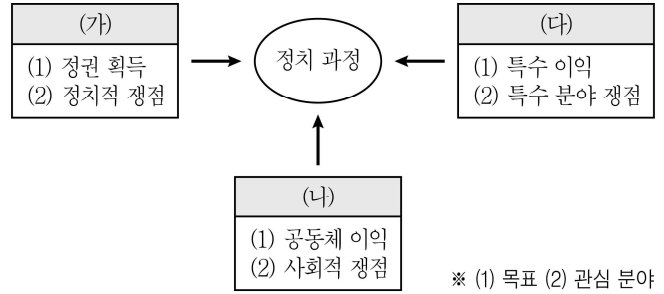 (가)
(1) 정권 획득
(2) 정치적 쟁점
정치 과정
(다)
(1) 특수 이익
(2) 특수 분야 쟁점
(나)
(1) 공동체 이익
(2) 사회적 쟁점
※ (1) 목표 (2) 관심 분야